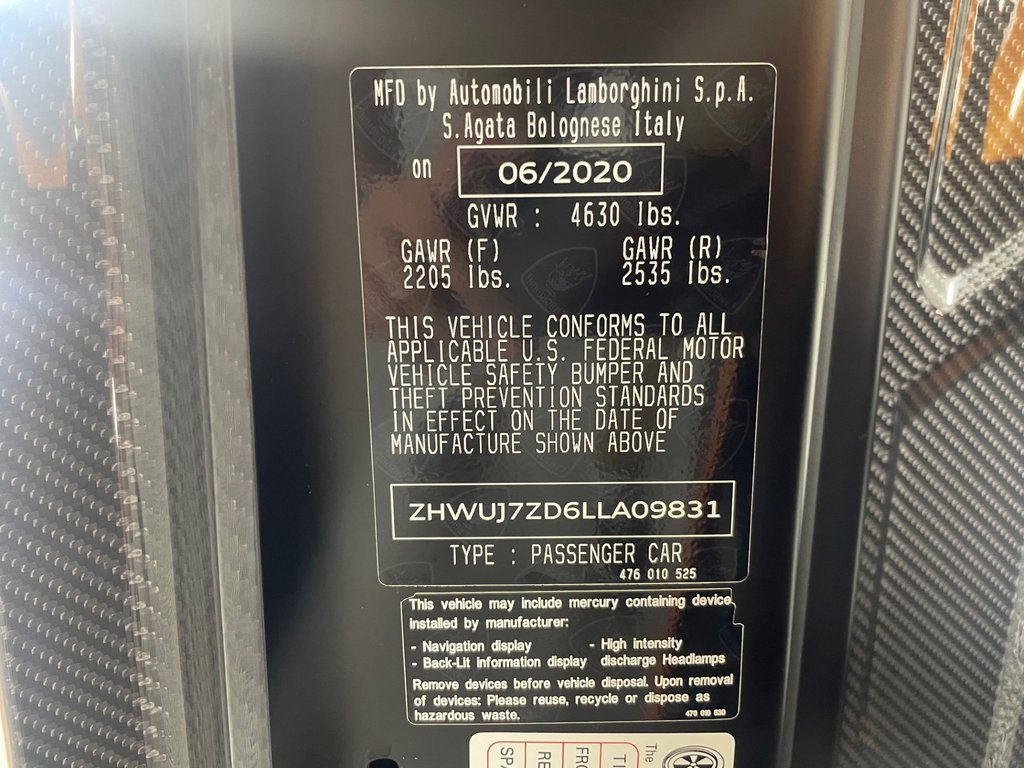 MFD by Automobili Lamborghini S.p.A.
S.Agata Bolognese Italy
on 06/2020
GVWR : 4630 lbs.
GAWR (F) GAWR (R)
2205 lbs. 2535 lbs.
THIS VEHICLE CONFORMS TO ALL
APPLICABLE U.S. FEDERAL MOTOR
VEHICLE SAFETY BUMPER AND
THEFT PREVENTION STANDARDS
IN EFFECT ON THE DATE OF
MANUFACTURE SHOWN ABOVE
ZHWUJ7ZD6LLA09831
TYPE : PASSENGER CAR
476 010 525
This vehicle may include mercury containing device
installed by manufacturer:
- Navigation display - High intensity
- Back-Lit information display discharge Headlamps
Remove devices before vehicle disposal. Upon removal
of devices: Please reuse, recycle or dispose as
hazardous waste. 470 010 530
The